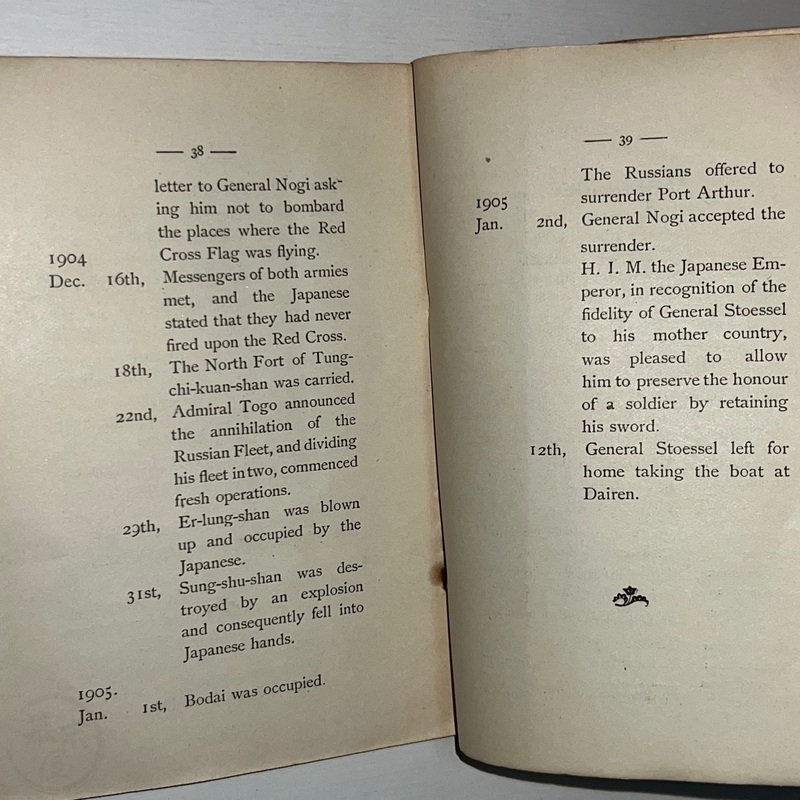 — 38 —
letter to General Nogi ask-
ing him not to bombard
the places where the Red
Cross Flag was flying.
1904
Dec. 16th, Messengers of both armies
met, and the Japanese
stated that they had never
fired upon the Red Cross.
18th, The North Fort of Tung-
chi-kuan-shan was carried.
22nd, Admiral Togo announced
the annihilation of the
Russian Fleet, and dividing
his fleet in two, commenced
fresh operations.
29th, Er-lung-shan was blown
up and occupied by the
Japanese.
31st, Sung-shu-shan was des-
troyed by an explosion
and consequently fell into
Japanese hands.
1905.
Jan. 1st, Bodai was occupied.
— 39 —
The Russians offered to
surrender Port Arthur.
1905
Jan. 2nd, General Nogi accepted the
surrender.
H. I. M. the Japanese Em-
peror, in recognition of the
fidelity of General Stoessel
to his mother country,
was pleased to allow
him to preserve the honour
of a soldier by retaining
his sword.
12th, General Stoessel left for
home taking the boat at
Dairen.